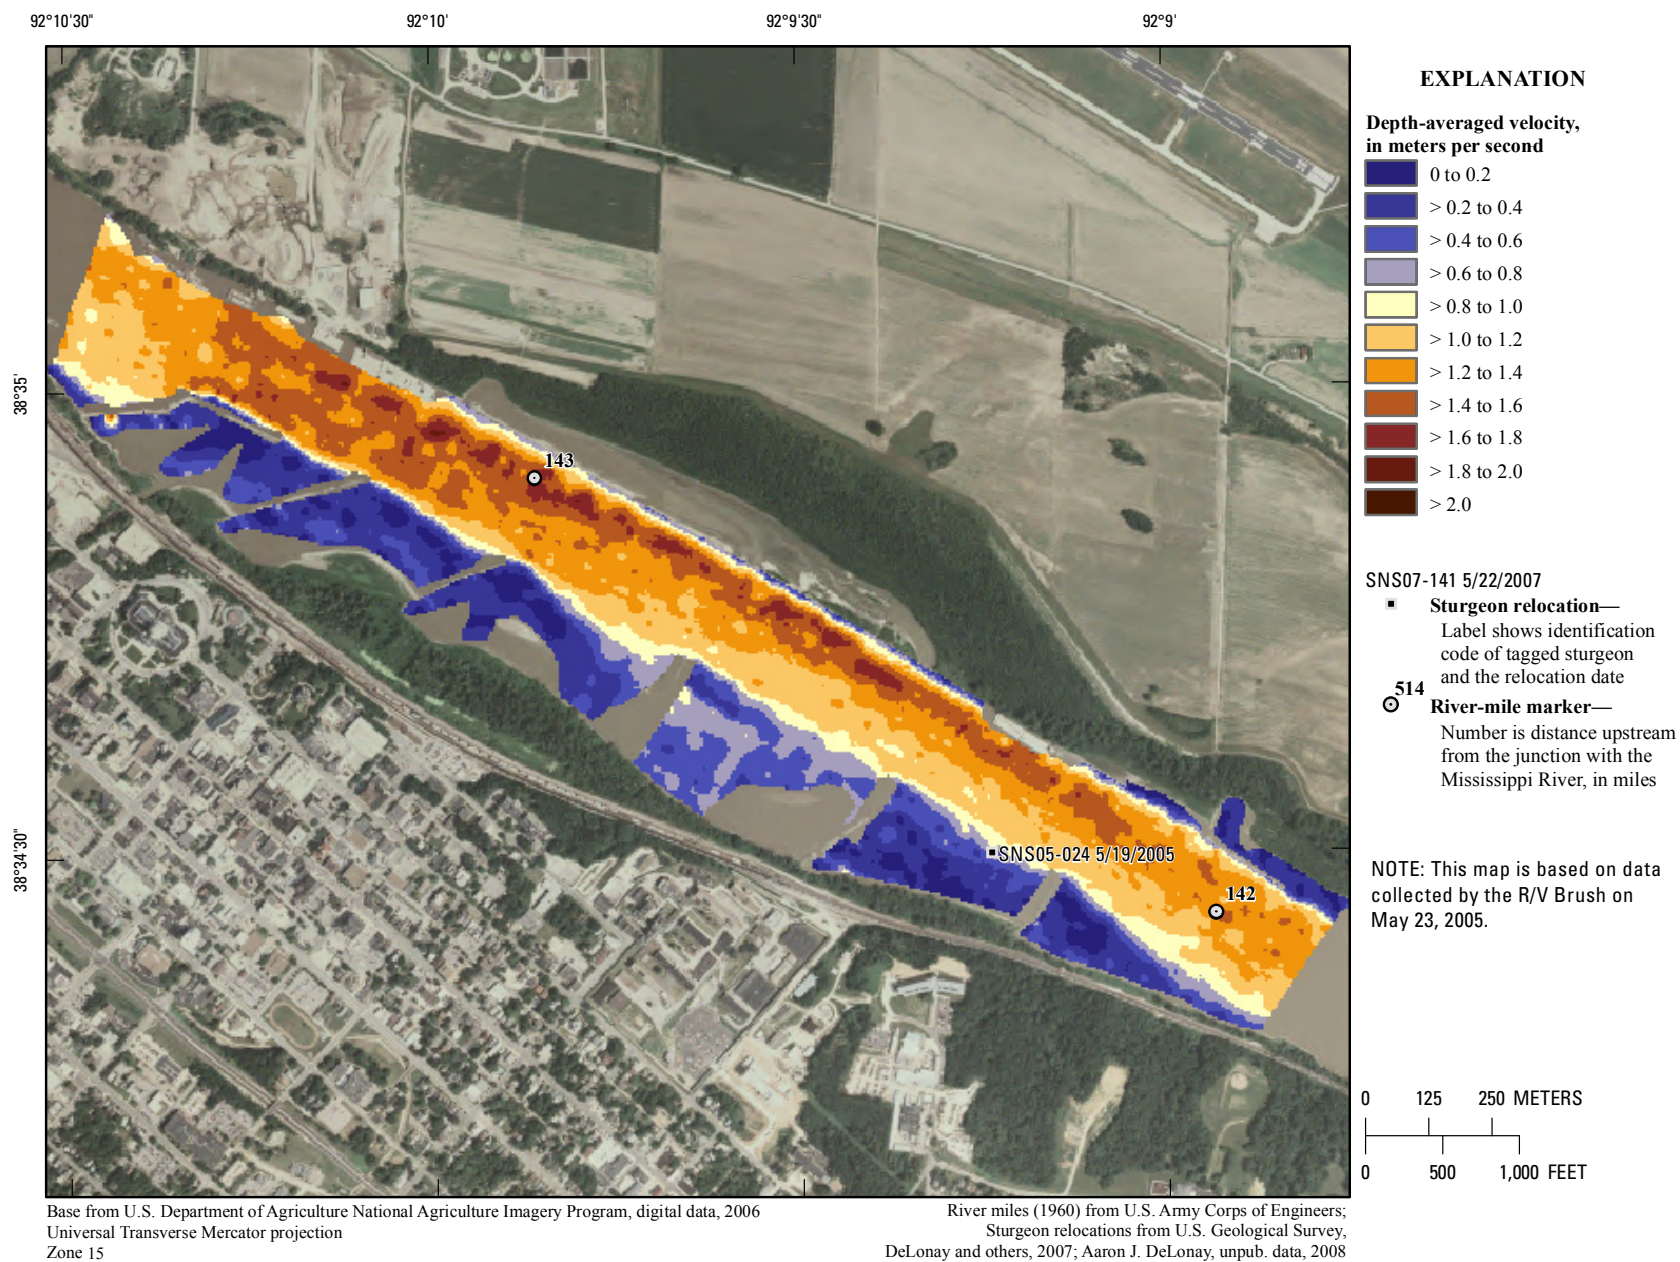 92°10'30" 92°10' 92°9'30" 92°9'
38°35'
38°34'30"
143
SNS05-024 5/19/2005
142
EXPLANATION
Depth-averaged velocity,
in meters per second
0 to 0.2
> 0.2 to 0.4
> 0.4 to 0.6
> 0.6 to 0.8
> 0.8 to 1.0
> 1.0 to 1.2
> 1.2 to 1.4
> 1.4 to 1.6
> 1.6 to 1.8
> 1.8 to 2.0
> 2.0
SNS07-141 5/22/2007
Sturgeon relocation—
Label shows identification
code of tagged sturgeon
and the relocation date
514
River-mile marker—
Number is distance upstream
from the junction with the
Mississippi River, in miles
NOTE: This map is based on data
collected by the R/V Brush on
May 23, 2005.
0 125 250 METERS
0 500 1,000 FEET
Base from U.S. Department of Agriculture National Agriculture Imagery Program, digital data, 2006
Universal Transverse Mercator projection
Zone 15
River miles (1960) from U.S. Army Corps of Engineers;
Sturgeon relocations from U.S. Geological Survey,
DeLonay and others, 2007; Aaron J. DeLonay, unpub. data, 2008